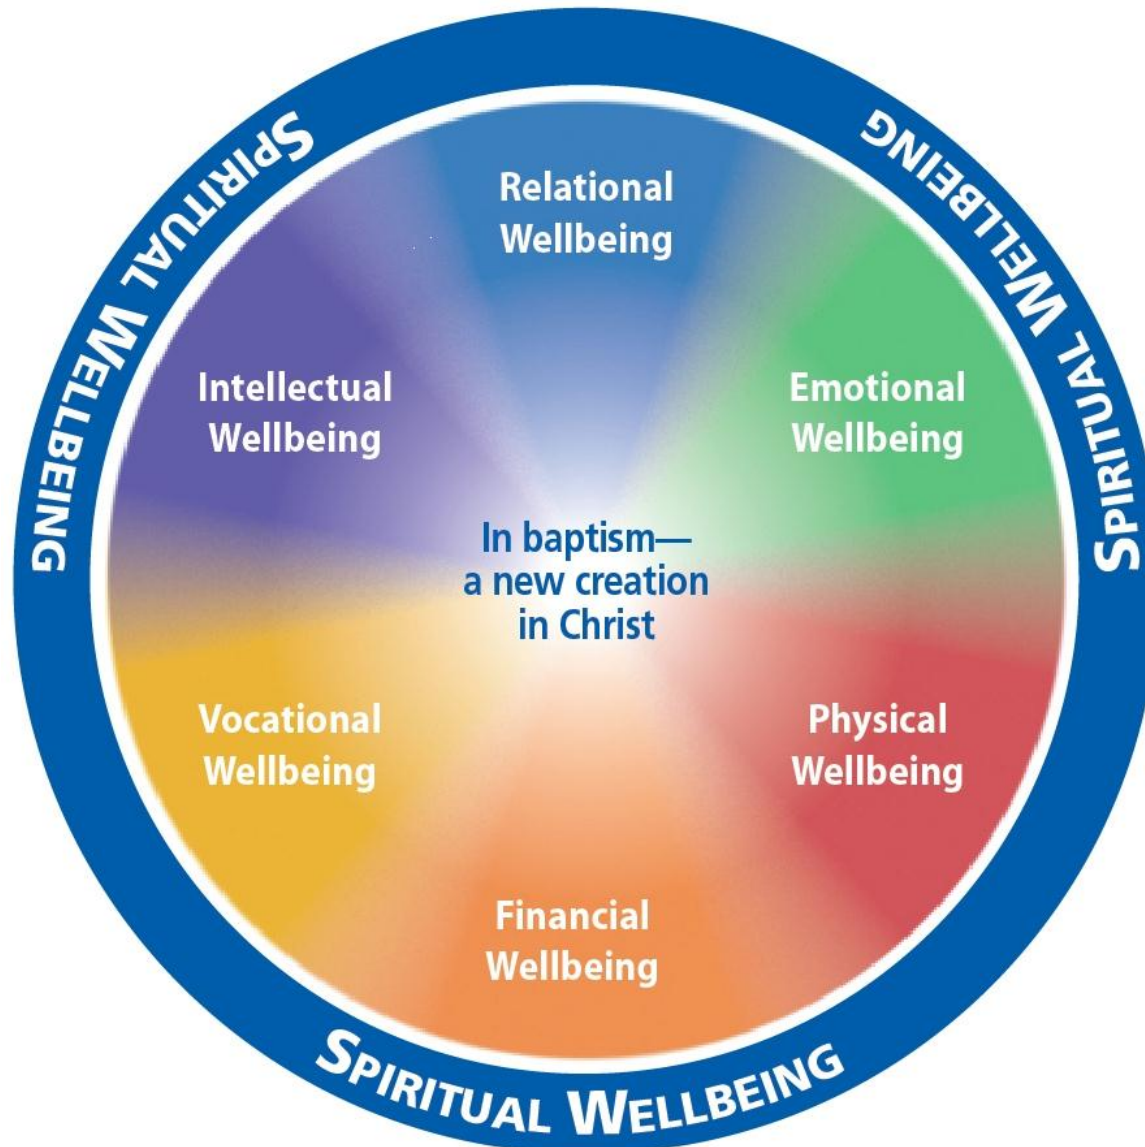 SPIRITUAL WELLBEING
SPIRITUAL WELLBEING
Relational
Wellbeing
Intellectual
Wellbeing
Emotional
Wellbeing
In baptism—
a new creation
in Christ
Vocational
Wellbeing
Physical
Wellbeing
Financial
Wellbeing
SPIRITUAL WELLBEING